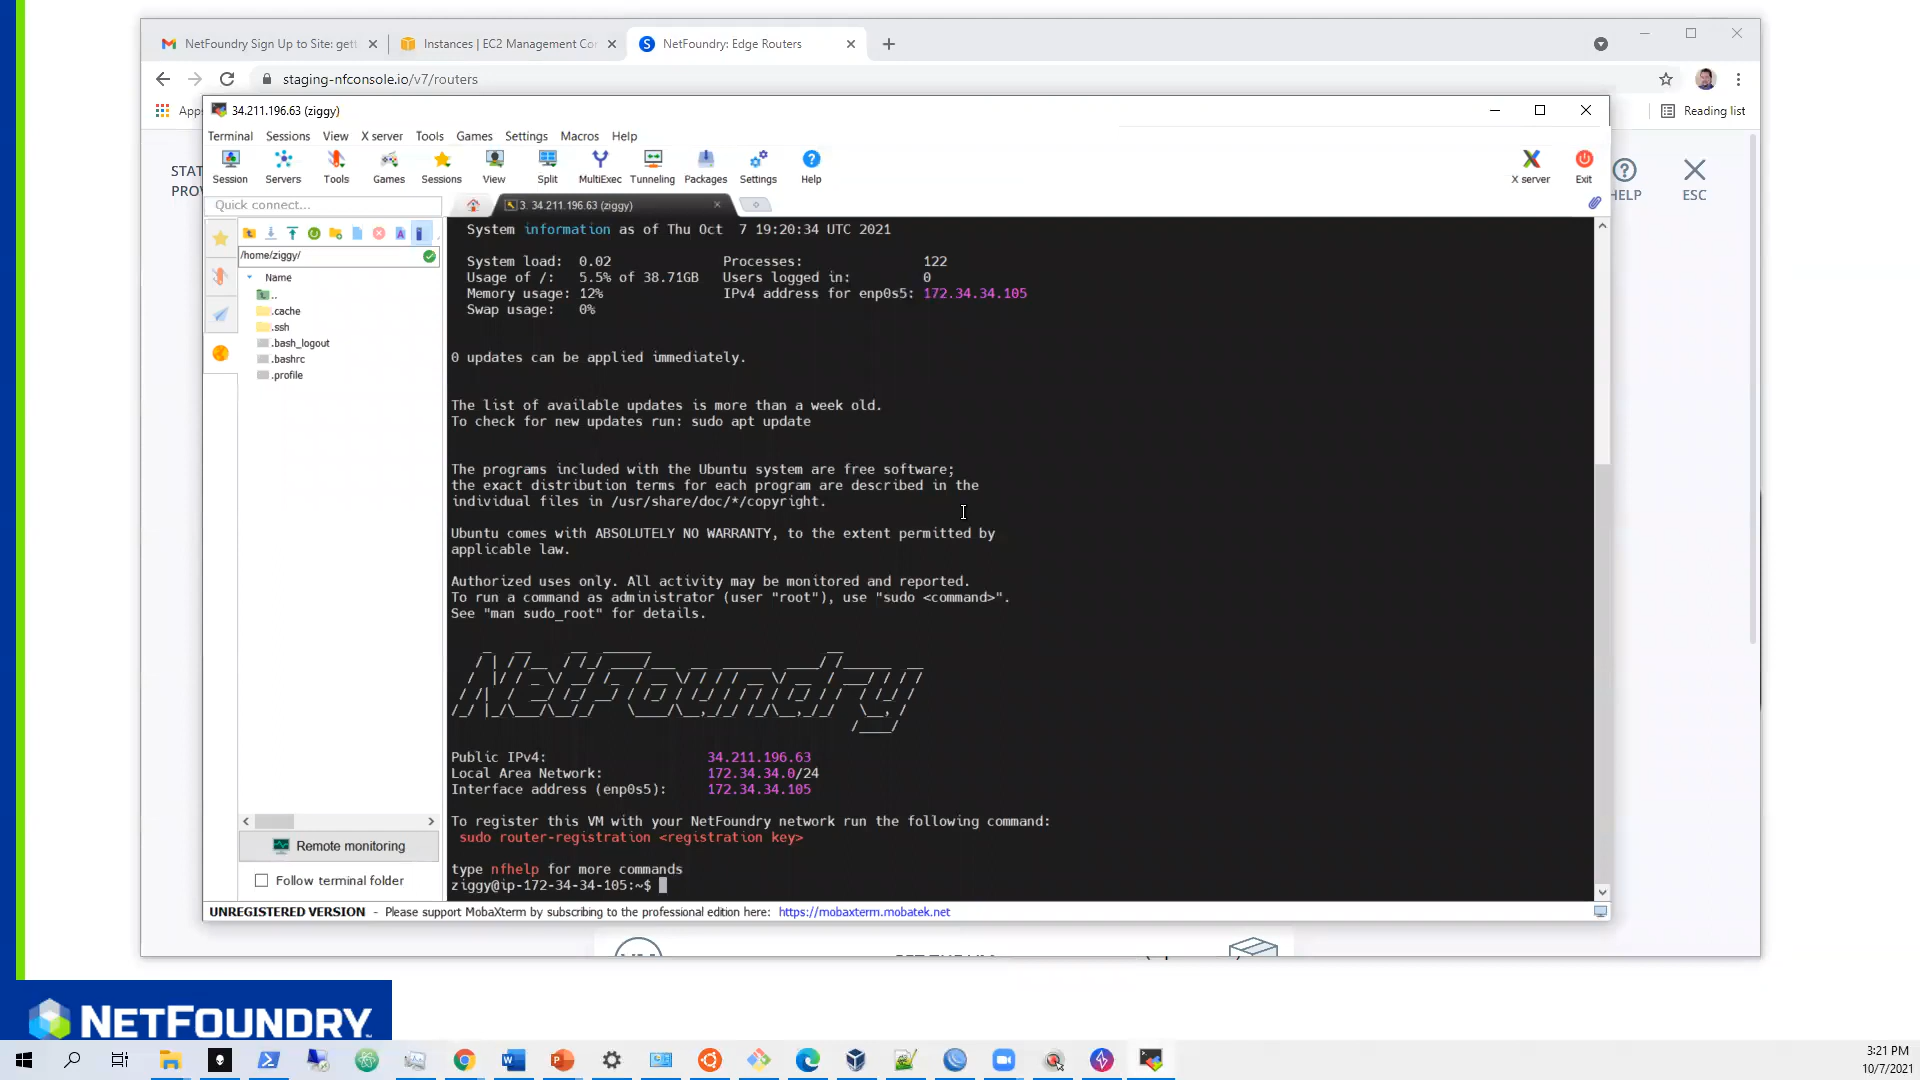 NetFoundry Sign Up to Site: gett
Instances | EC2 Management Con
NetFoundry: Edge Routers
staging-nfconsole.io/v7/routers
Apps
Reading list
34.211.196.63 (ziggy)
Terminal Sessions View X server Tools Games Settings Macros Help
Session Servers Tools Games Sessions View Split MultiExec Tunneling Packages Settings Help X server Exit
STAT
PROV
HELP
ESC
Quick connect...
3. 34.211.196.63 (ziggy)
/home/ziggy/
Name
..
.cache
.ssh
.bash_logout
.bashrc
.profile
Remote monitoring
Follow terminal folder
System information as of Thu Oct  7 19:20:34 UTC 2021
System load:  0.02 Processes: 122
Usage of /:   5.5% of 38.71GB Users logged in: 0
Memory usage: 12% IPv4 address for enp0s5: 172.34.34.105
Swap usage:   0%
0 updates can be applied immediately.
The list of available updates is more than a week old.
To check for new updates run: sudo apt update
The programs included with the Ubuntu system are free software;
the exact distribution terms for each program are described in the
individual files in /usr/share/doc/*/copyright.
Ubuntu comes with ABSOLUTELY NO WARRANTY, to the extent permitted by
applicable law.
Authorized uses only. All activity may be monitored and reported.
To run a command as administrator (user "root"), use "sudo <command>".
See "man sudo_root" for details.
NetFoundry
Public IPv4: 34.211.196.63
Local Area Network: 172.34.34.0/24
Interface address (enp0s5): 172.34.34.105
To register this VM with your NetFoundry network run the following command:
sudo router-registration <registration key>
type nfhelp for more commands
ziggy@ip-172-34-34-105:~$
UNREGISTERED VERSION - Please support MobaXterm by subscribing to the professional edition here: https://mobaxterm.mobatek.net
NETFOUNDRY
3:21 PM
10/7/2021